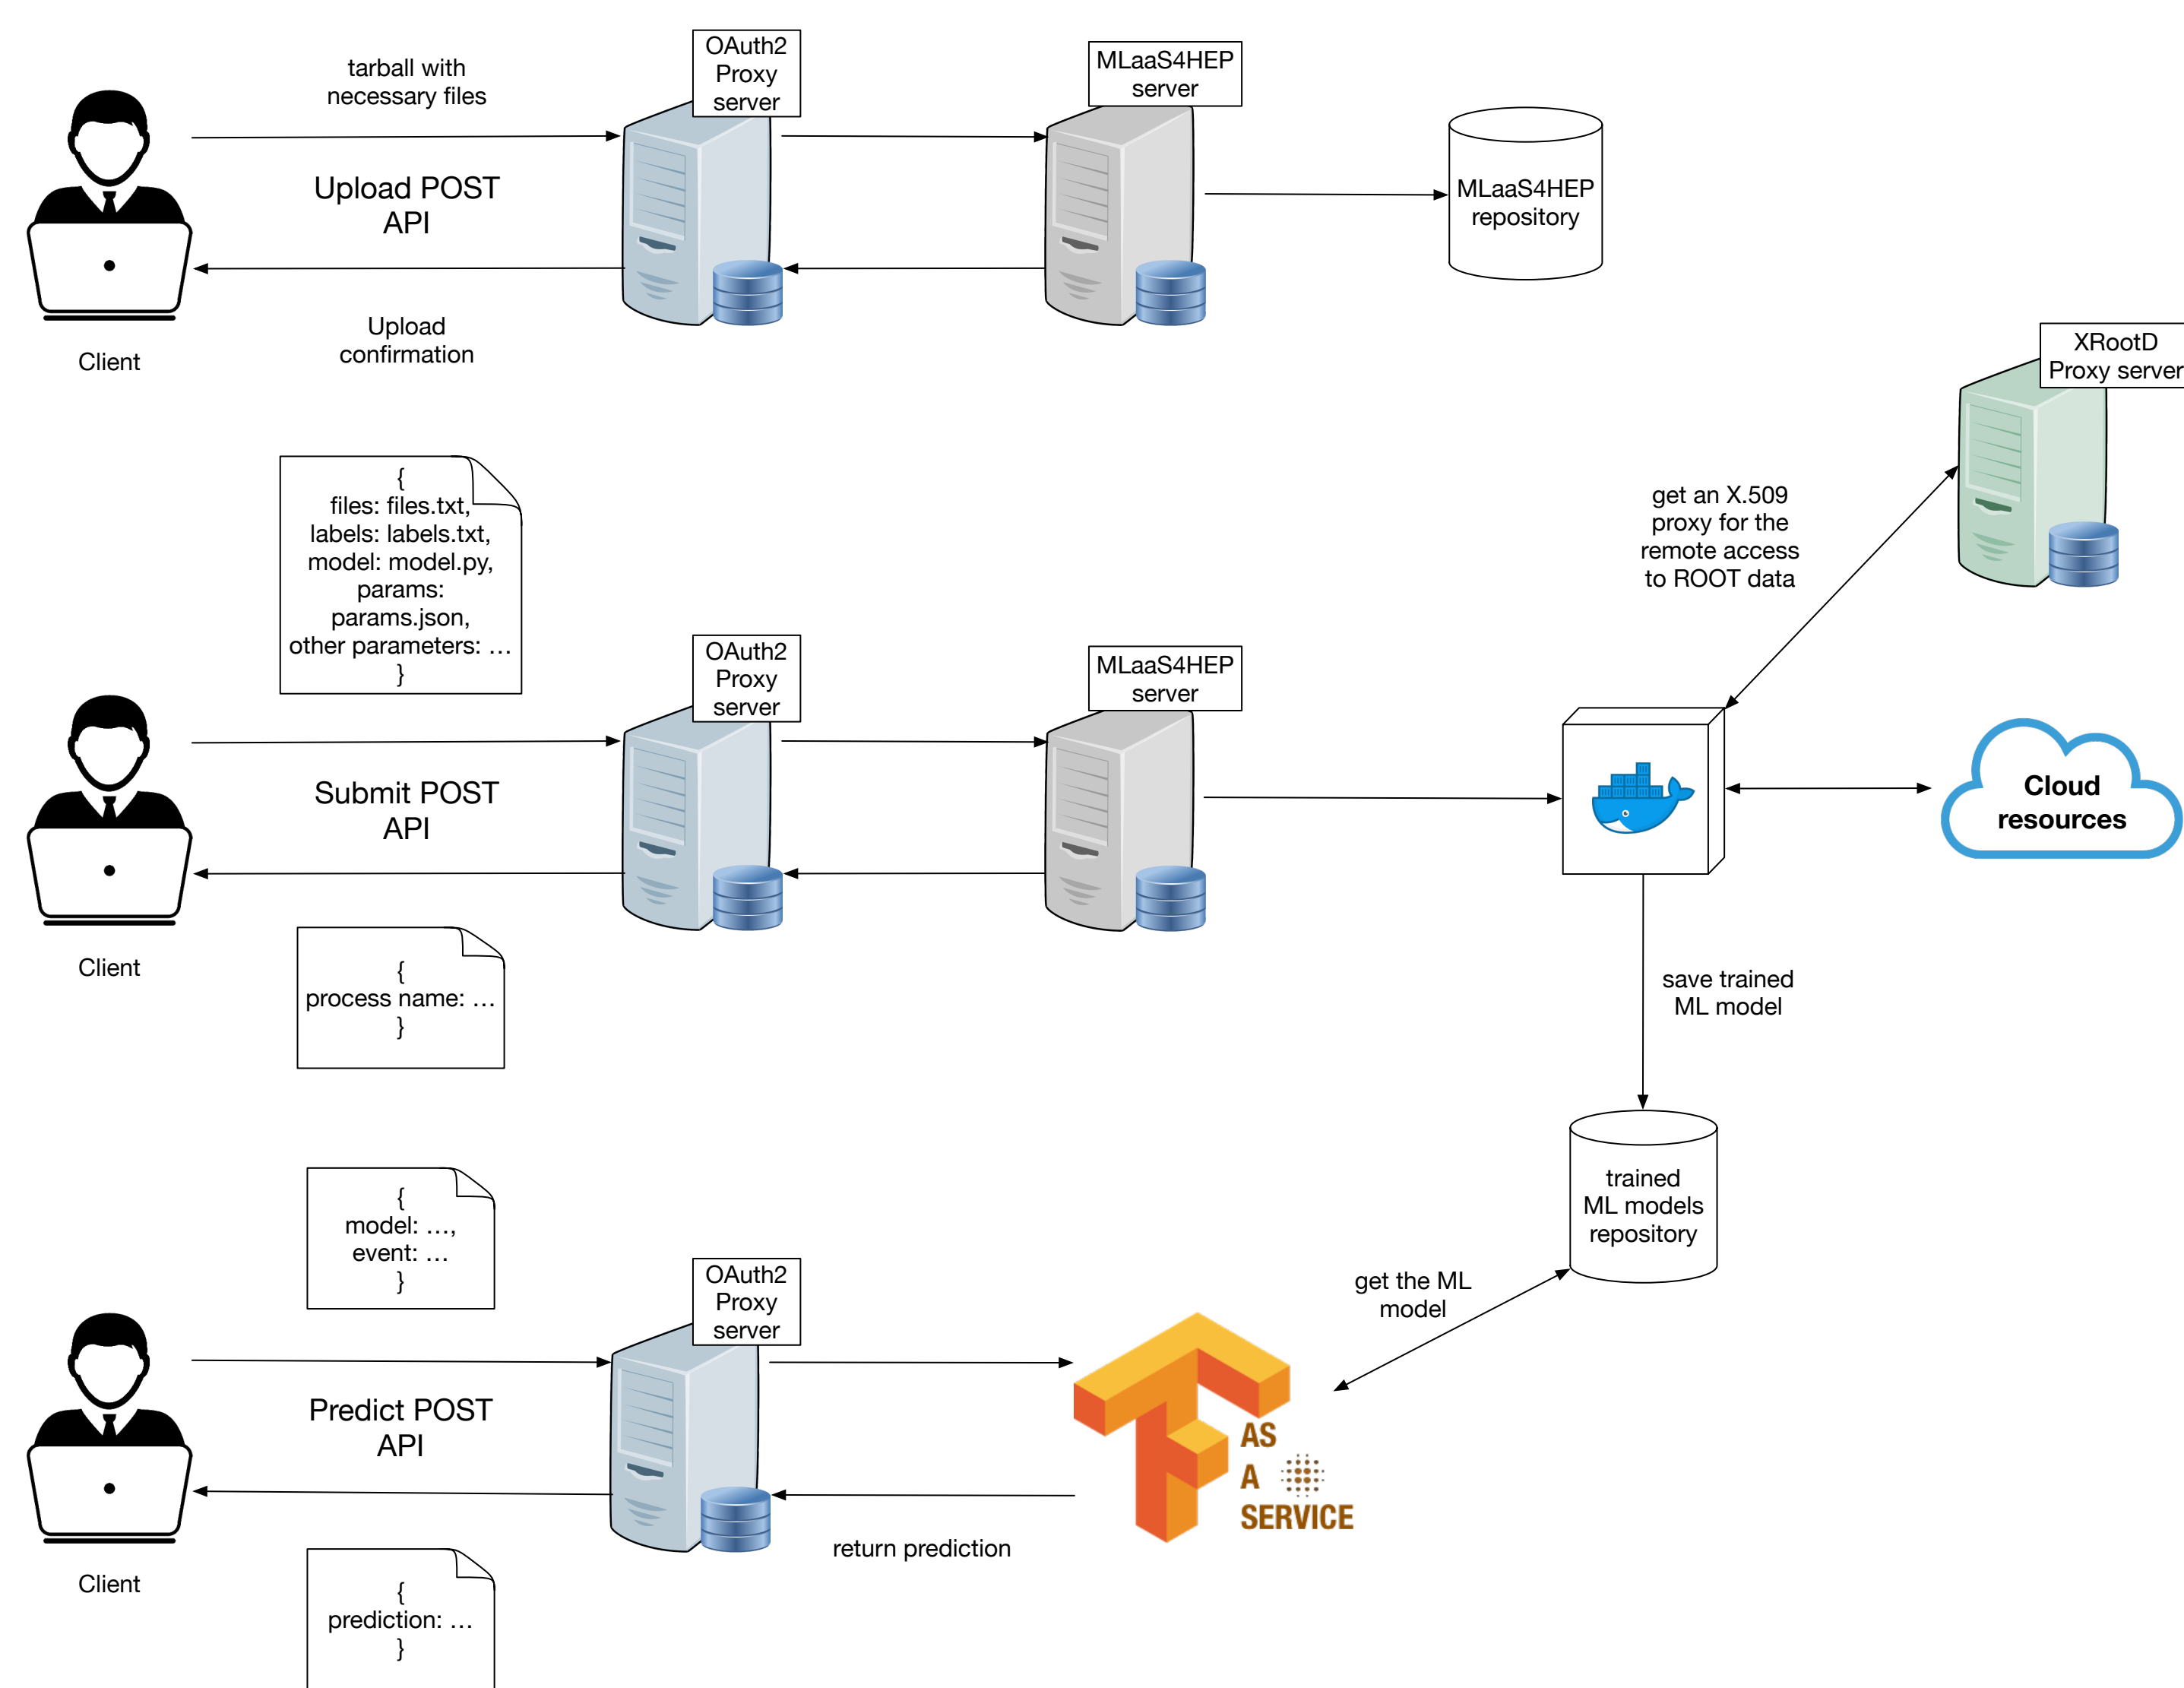 tarball with
necessary files
OAuth2
Proxy
server
MLaaS4HEP
server
Upload POST
API
MLaaS4HEP
repository
Upload
confirmation
Client
XRootD
Proxy server
{
files: files.txt,
labels: labels.txt,
model: model.py,
params:
params.json,
other parameters: …
}
get an X.509
proxy for the
remote access
to ROOT data
OAuth2
Proxy
server
MLaaS4HEP
server
Submit POST
API
Cloud
resources
Client
{
process name: …
}
save trained
ML model
{
model: …,
event: …
}
trained
ML models
repository
OAuth2
Proxy
server
get the ML
model
Predict POST
API
AS
A
SERVICE
return prediction
Client
{
prediction: …
}